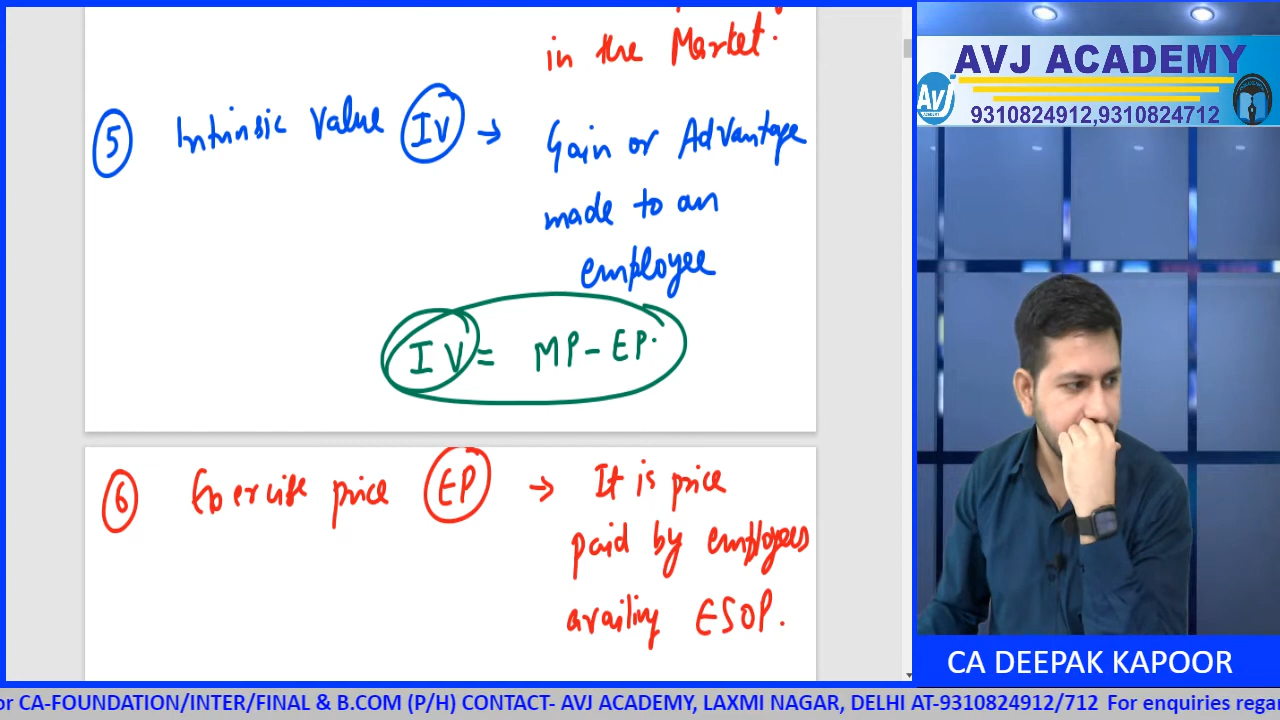 in the Market.
5 Intrinsic Value IV → Gain or Advantage
made to an
employee
IV = MP - EP.
6 Exercise price EP → It is price
paid by employees
availing ESOP.
AVJ ACADEMY
AVJ
ACADEMY
9310824912,9310824712
CA DEEPAK KAPOOR
or CA-FOUNDATION/INTER/FINAL & B.COM (P/H) CONTACT- AVJ ACADEMY, LAXMI NAGAR, DELHI AT-9310824912/712 For enquiries regar